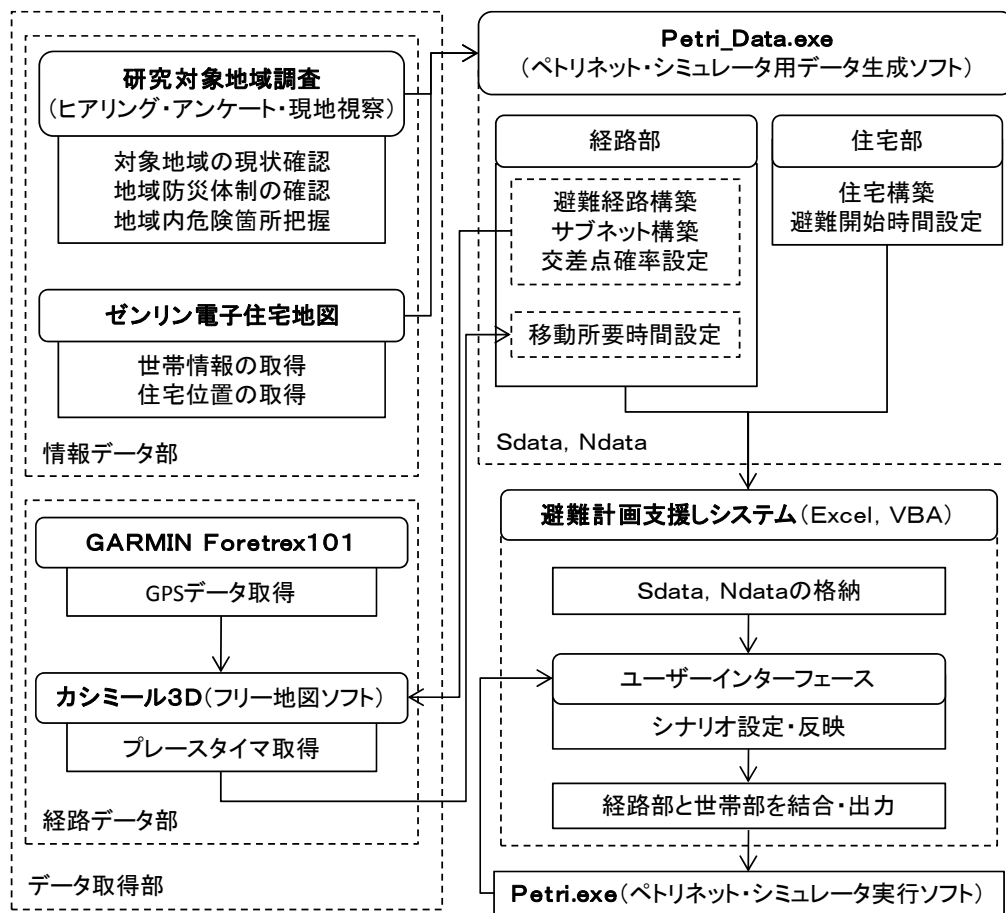 研究対象地域調査
(ヒアリング・アンケート・現地視察)
対象地域の現状確認
地域防災体制の確認
地域内危険箇所把握
ゼンリン電子住宅地図
世帯情報の取得
住宅位置の取得
情報データ部
GARMIN Foretrex101
GPSデータ取得
カシミール3D(フリー地図ソフト)
プレースタイマ取得
経路データ部
データ取得部
Petri_Data.exe
(ペトリネット・シミュレータ用データ生成ソフト)
経路部
避難経路構築
サブネット構築
交差点確率設定
移動所要時間設定
住宅部
住宅構築
避難開始時間設定
Sdata, Ndata
避難計画支援しシステム(Excel, VBA)
Sdata, Ndataの格納
ユーザーインターフェース
シナリオ設定・反映
経路部と世帯部を結合・出力
Petri.exe(ペトリネット・シミュレータ実行ソフト)